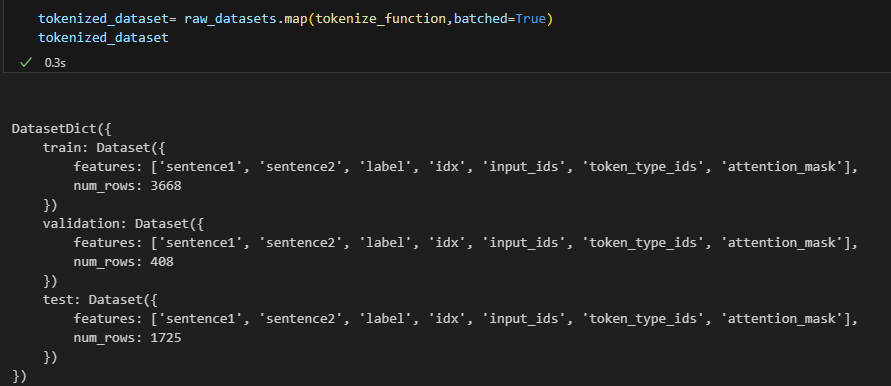 tokenized_dataset= raw_datasets.map(tokenize_function,batched=True)
tokenized_dataset
0.3s
DatasetDict({
    train: Dataset({
        features: ['sentence1', 'sentence2', 'label', 'idx', 'input_ids', 'token_type_ids', 'attention_mask'],
        num_rows: 3668
    })
    validation: Dataset({
        features: ['sentence1', 'sentence2', 'label', 'idx', 'input_ids', 'token_type_ids', 'attention_mask'],
        num_rows: 408
    })
    test: Dataset({
        features: ['sentence1', 'sentence2', 'label', 'idx', 'input_ids', 'token_type_ids', 'attention_mask'],
        num_rows: 1725
    })
})